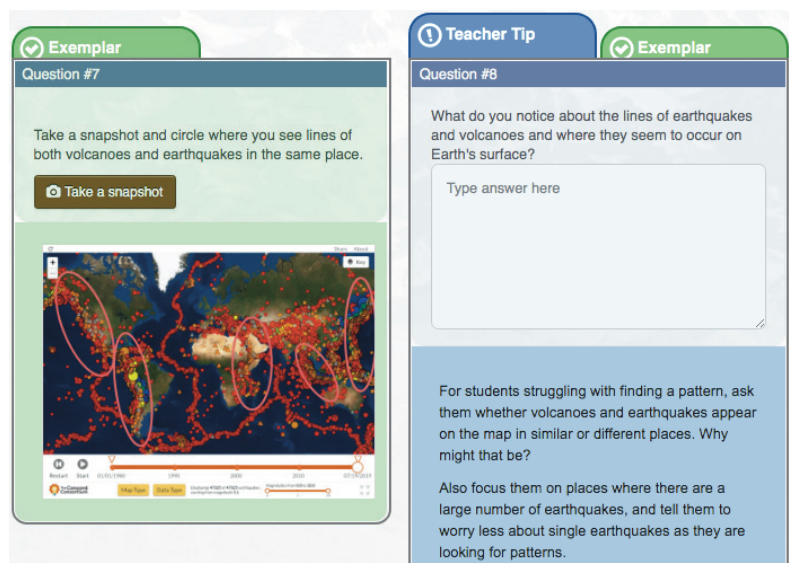 Exemplar
Question #7
Take a snapshot and circle where you see lines of
both volcanoes and earthquakes in the same place.
Take a snapshot
Share About
Key
Restart Start 01/01/1980 1990 2000 2010
Map Type Data Type
Teacher Tip
Exemplar
Question #8
What do you notice about the lines of earthquakes
and volcanoes and where they seem to occur on
Earth's surface?
Type answer here
For students struggling with finding a pattern, ask
them whether volcanoes and earthquakes appear
on the map in similar or different places. Why
might that be?
Also focus them on places where there are a
large number of earthquakes, and tell them to
worry less about single earthquakes as they are
looking for patterns.